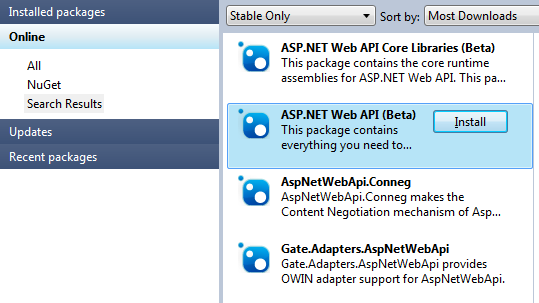 Installed packages
Online
All
NuGet
Search Results
Updates
Recent packages
Stable Only
Sort by:
Most Downloads
ASP.NET Web API Core Libraries (Beta)
This package contains the core runtime
assemblies for ASP.NET Web API. This pa...
ASP.NET Web API (Beta)
This package contains
everything you need to...
Install
AspNetWebApi.Conneg
AspNetWebApi.Conneg makes the
Content Negotiation mechanism of Asp...
Gate.Adapters.AspNetWebApi
Gate.Adapters.AspNetWebApi provides
OWIN adapter support for AspNetWebApi.